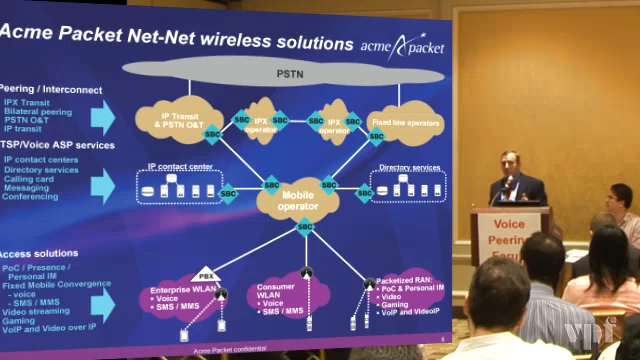 Acme Packet Net-Net wireless solutions
acme packet
PSTN
Peering / Interconnect
IPX Transit
Bilateral peering
PSTN O&T
IP transit
IP Transit
& PSTN O&T
SBC
IPX
operator
SBC
SBC
IPX
operator
SBC
Fixed line operators
SBC
SBC
TSP/Voice ASP services
IP contact centers
Directory services
Calling card
Messaging
Conferencing
IP contact center
Directory services
SBC
SBC
SBC
SBC
Mobile
operator
SBC
Access solutions
PoC / Presence /
Personal IM
Fixed Mobile Convergence
- voice
- SMS / MMS
Video streaming
Gaming
VoIP and Video over IP
PBX
Enterprise WLAN
• Voice
• SMS / MMS
Consumer
WLAN
• Voice
• SMS / MMS
Packetized RAN:
• PoC & Personal IM
• Video
• Gaming
• VoIP and VideoIP
Acme Packet confidential
Voice
Peering
Forum
vpf